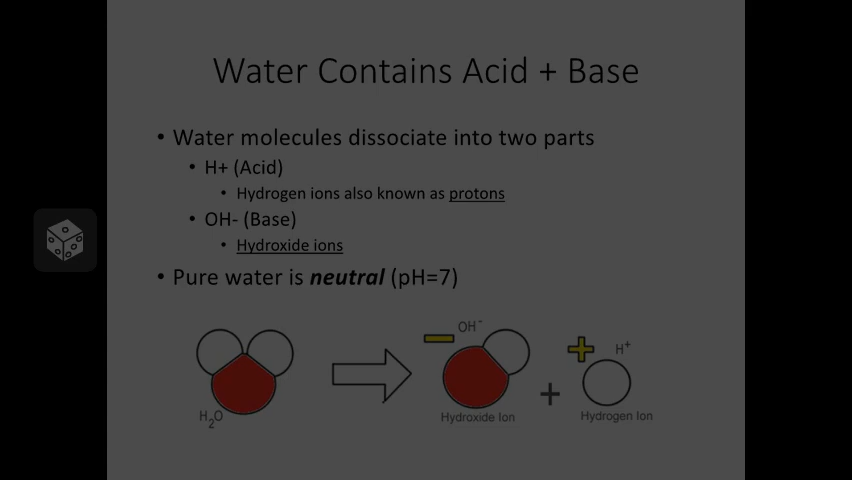 Water Contains Acid + Base
• Water molecules dissociate into two parts
• H+ (Acid)
• Hydrogen ions also known as protons
• OH- (Base)
• Hydroxide ions
• Pure water is neutral (pH=7)
OH⁻
H⁺
+
H₂O
Hydroxide Ion
Hydrogen Ion